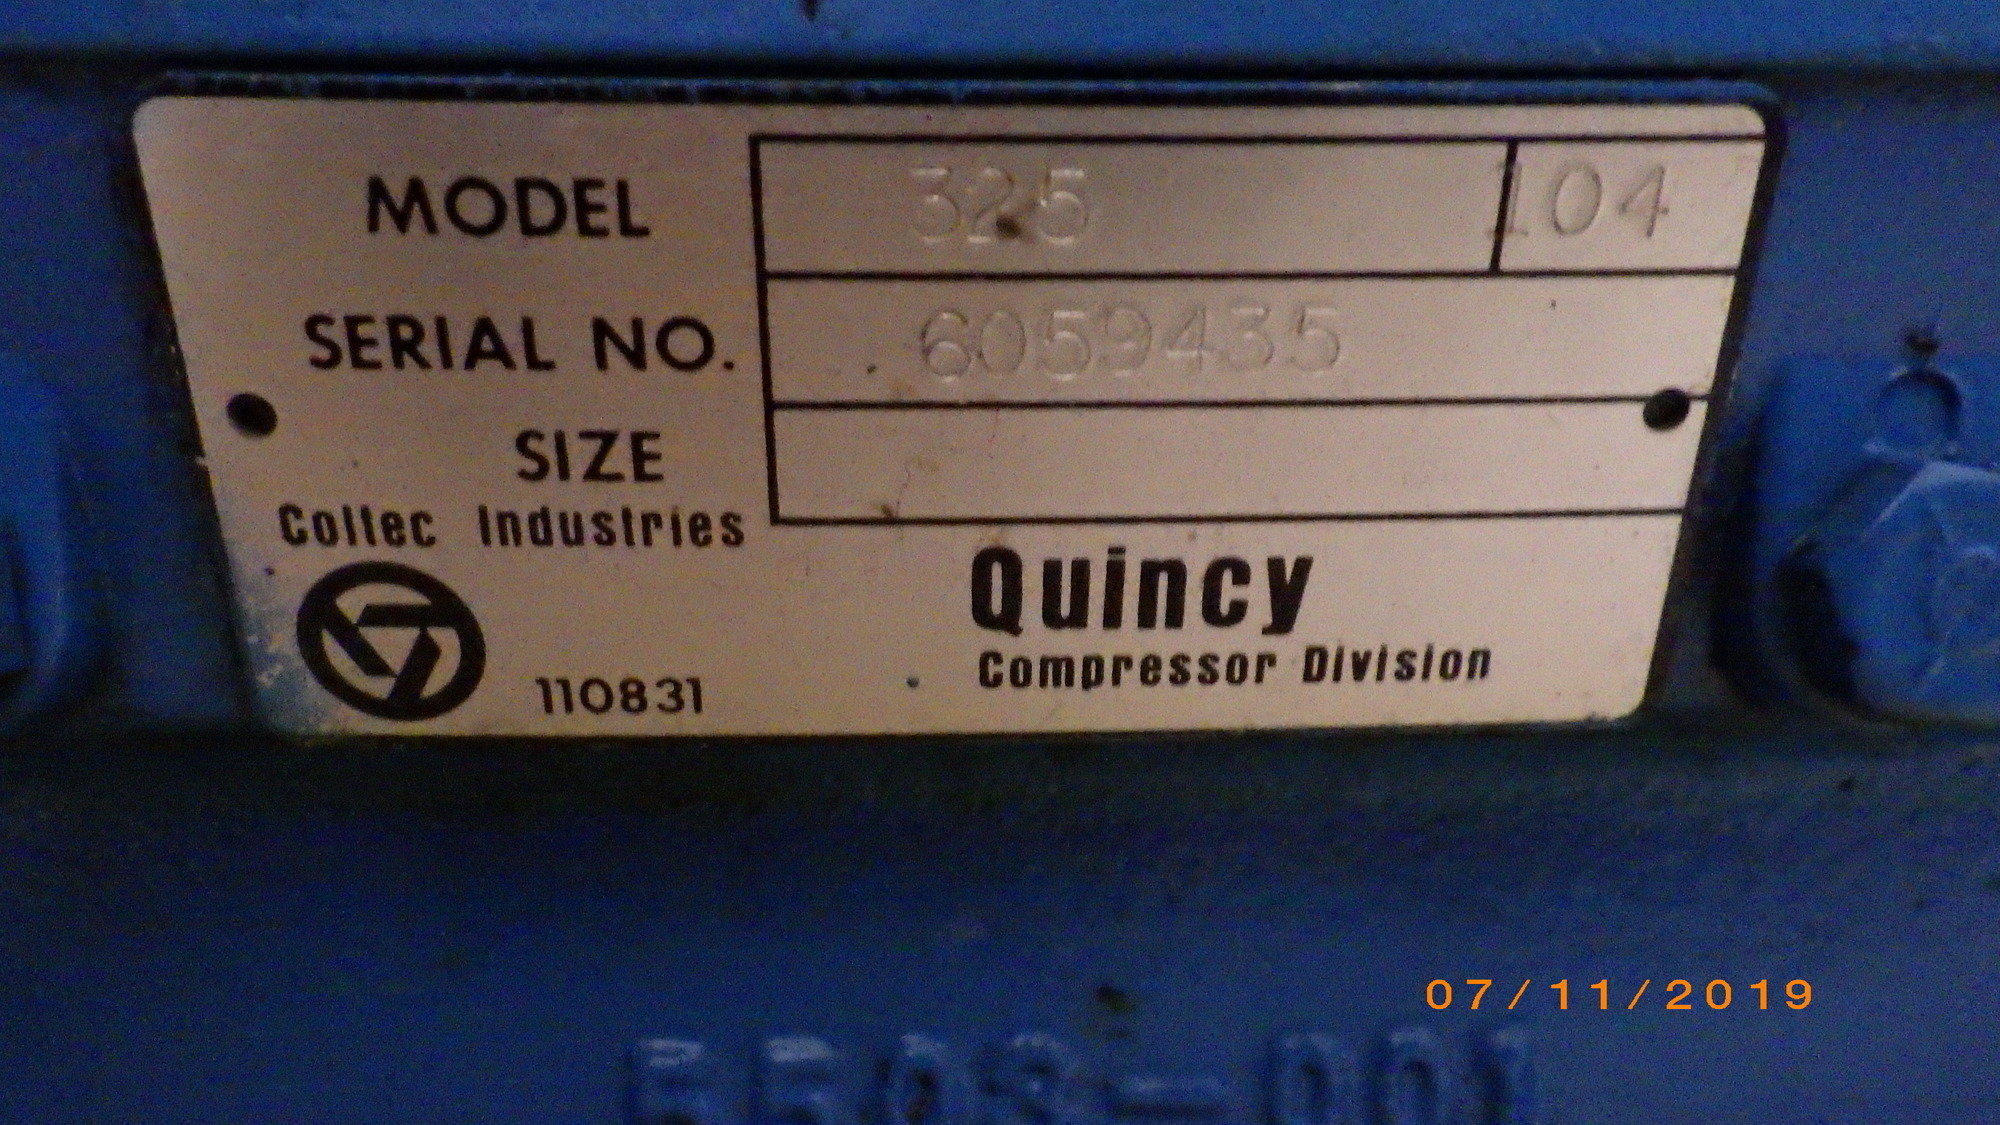 MODEL 325 104
SERIAL NO. 6059435
SIZE
Coltec Industries
Quincy
Compressor Division
110831
07/11/2019